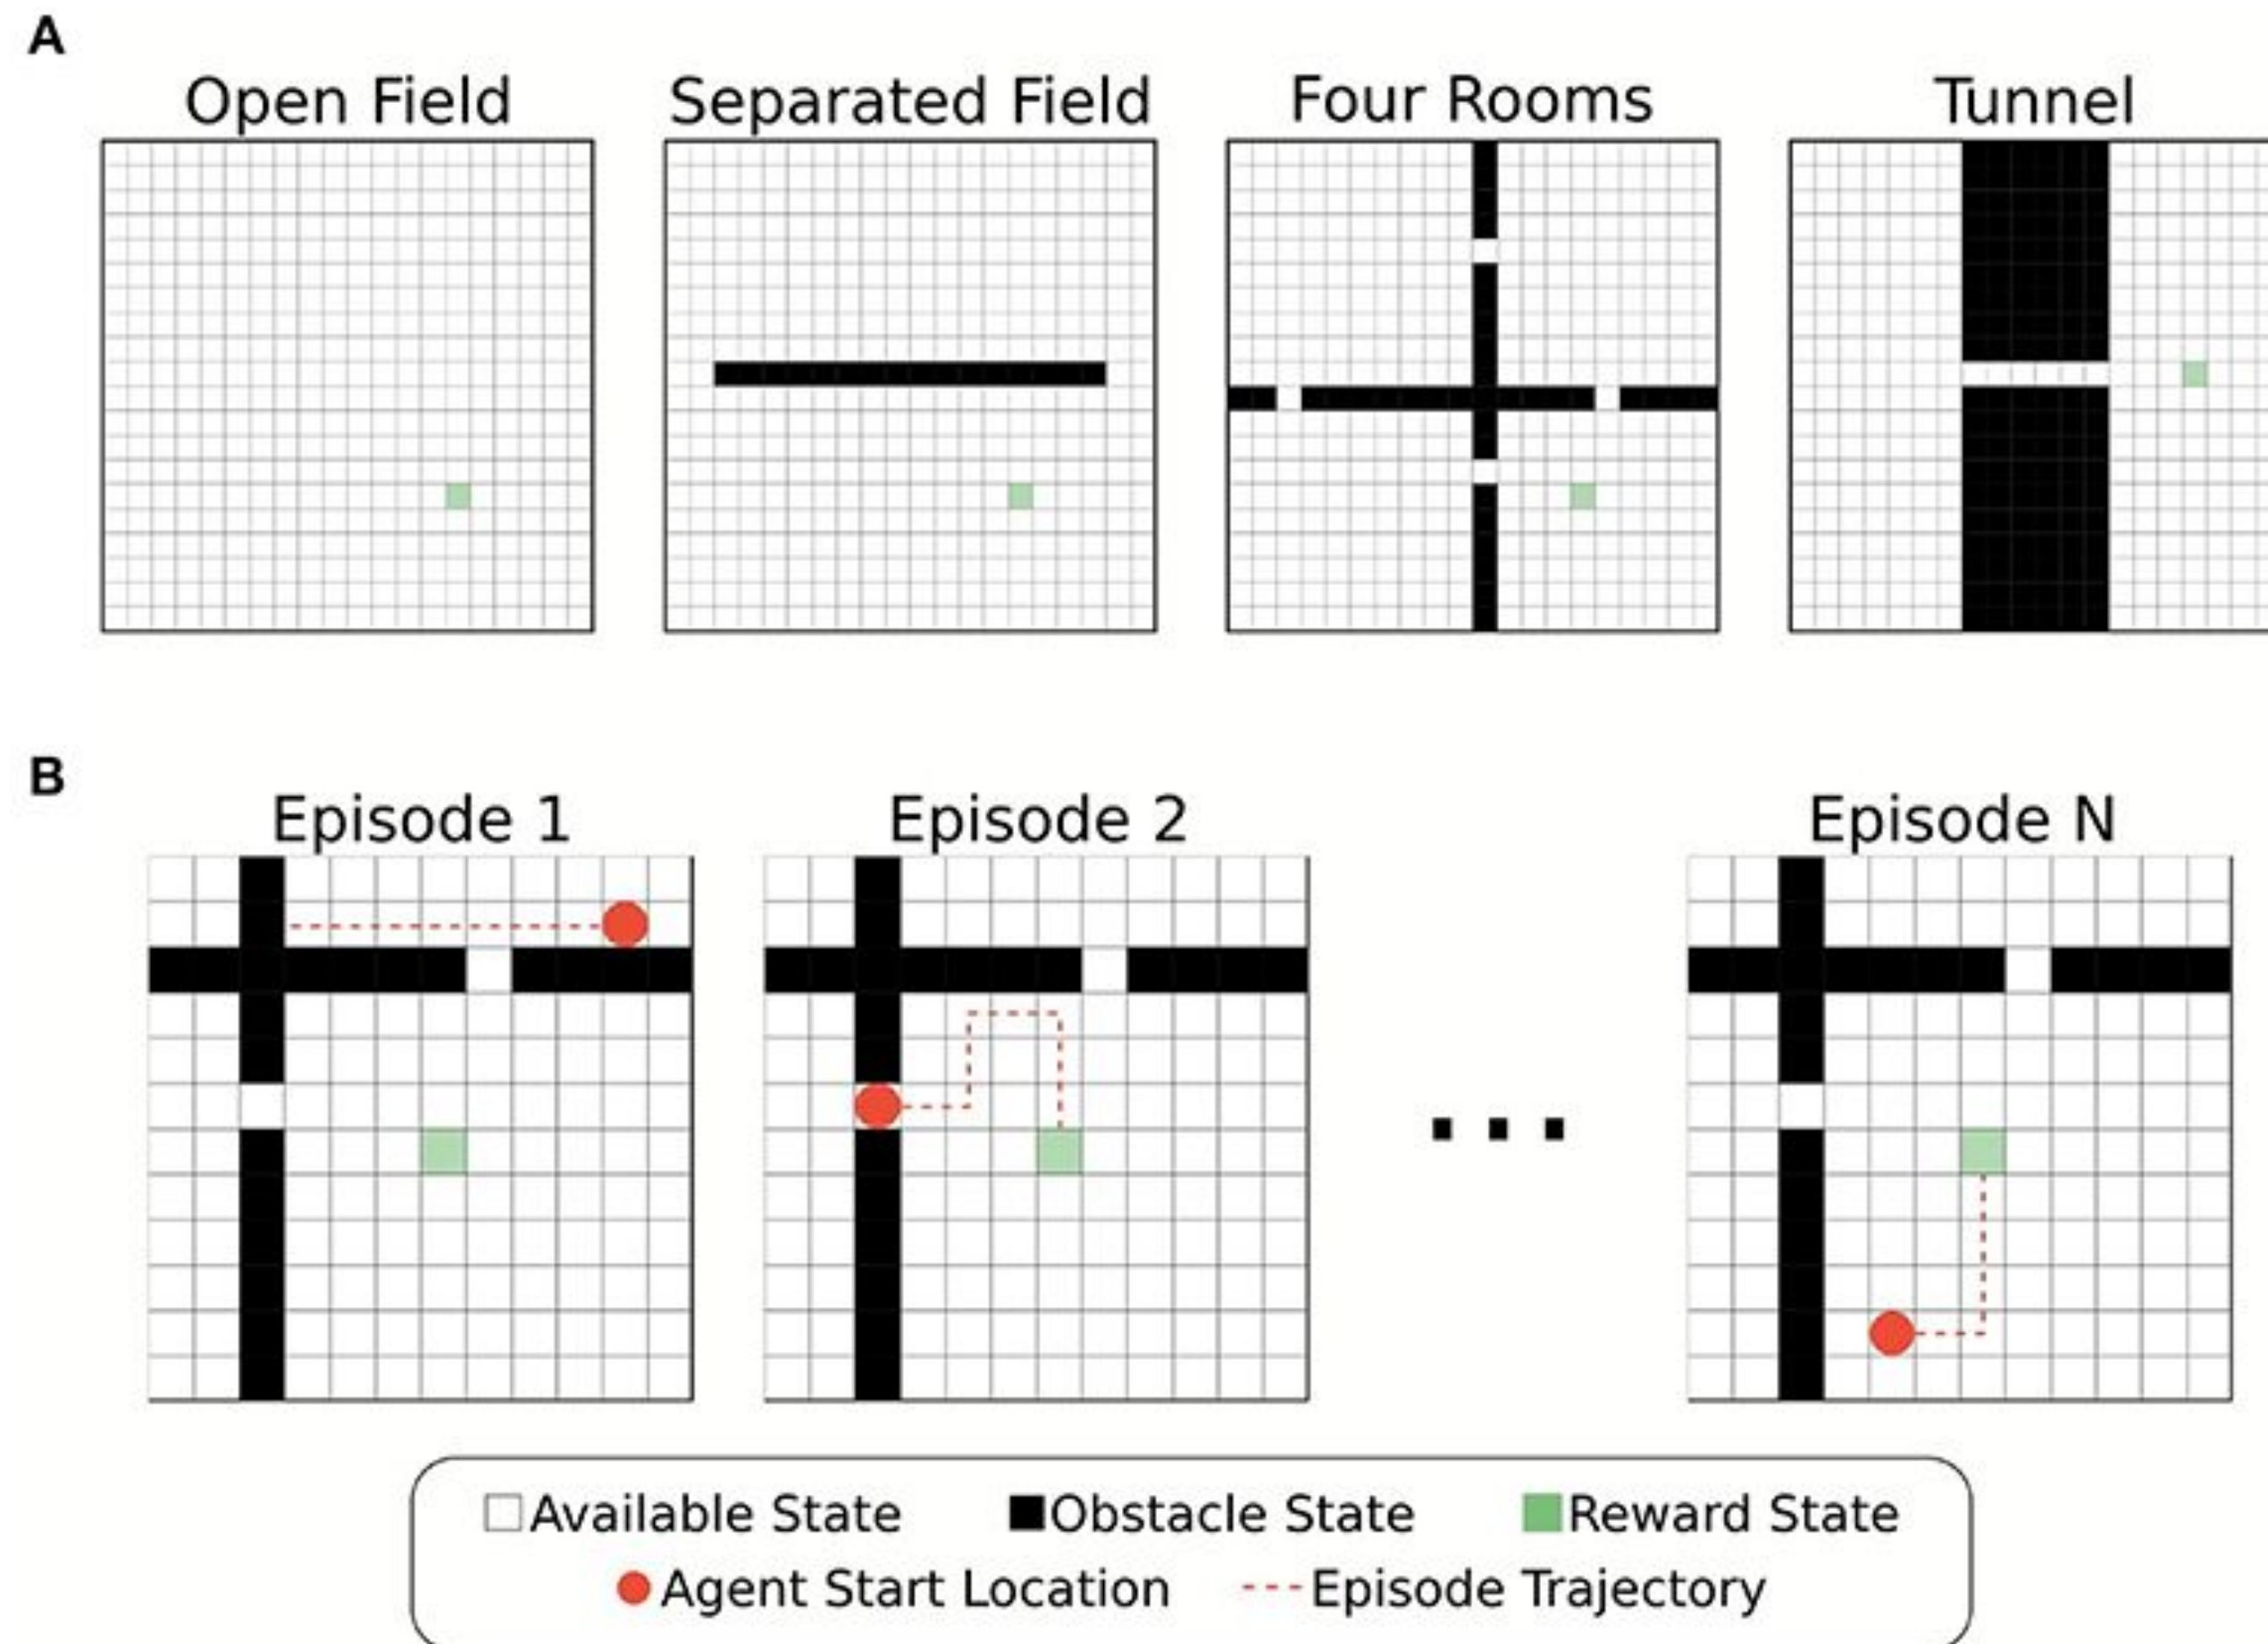 A
Open Field
Separated Field
Four Rooms
Tunnel
B
Episode 1
Episode 2
...
Episode N
Available State
Obstacle State
Reward State
Agent Start Location
Episode Trajectory